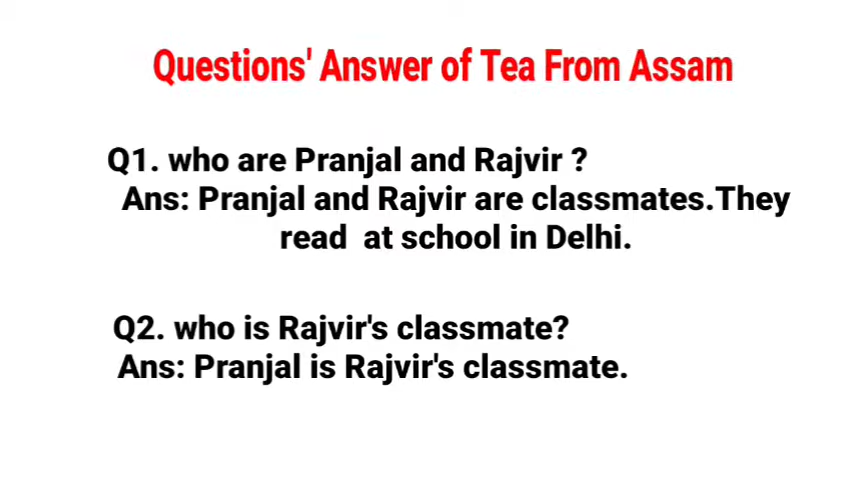 Questions' Answer of Tea From Assam
Q1. who are Pranjal and Rajvir ?
Ans: Pranjal and Rajvir are classmates.They
read at school in Delhi.
Q2. who is Rajvir's classmate?
Ans: Pranjal is Rajvir's classmate.